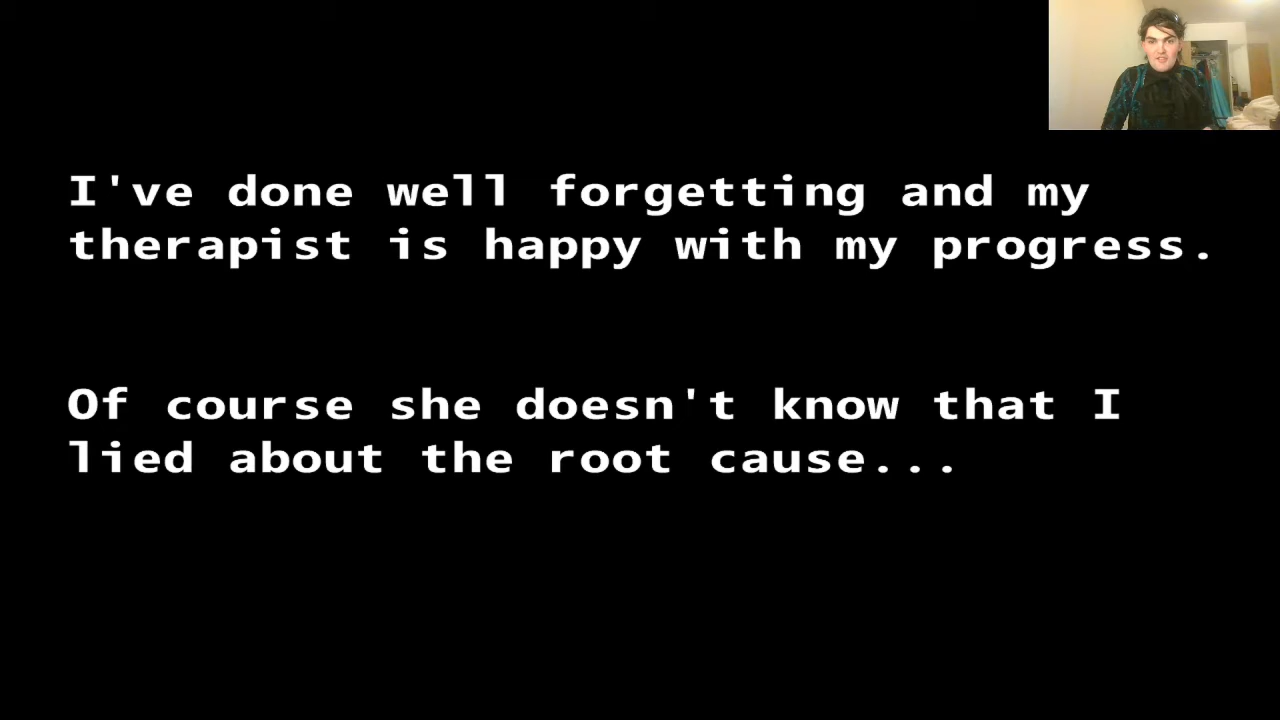 I've done well forgetting and my
therapist is happy with my progress.
Of course she doesn't know that I
lied about the root cause...